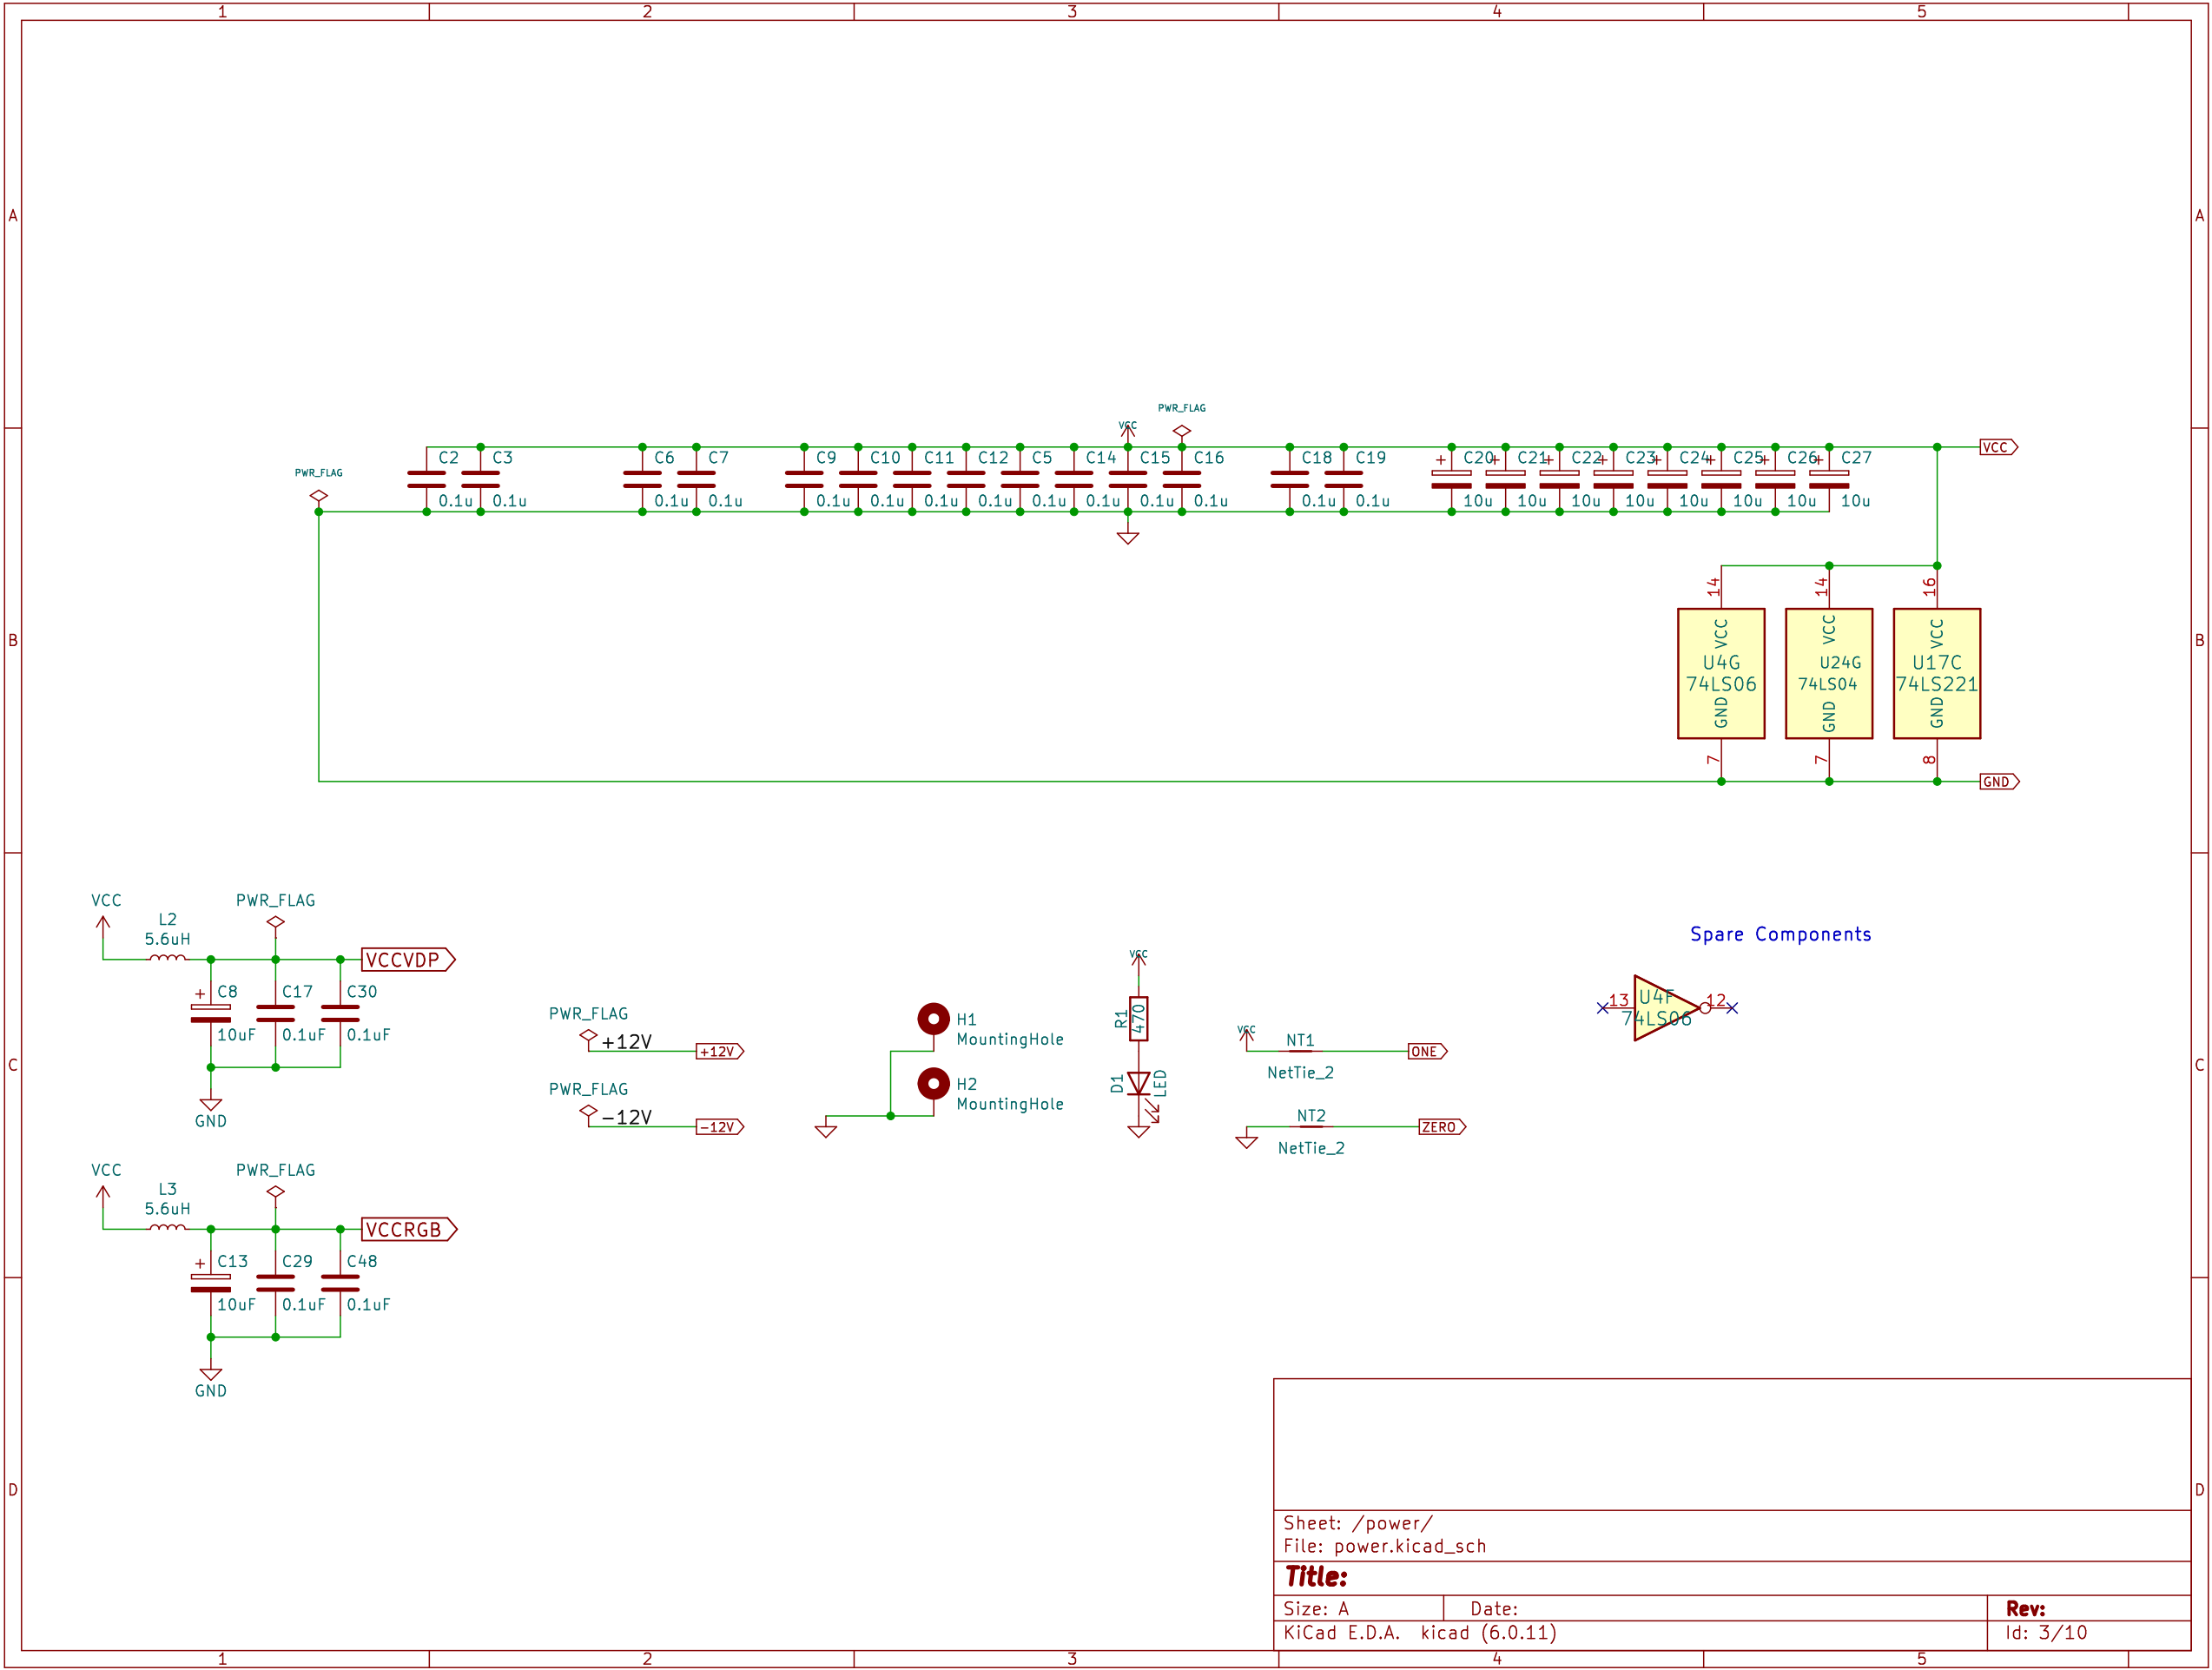 1 2 3 4 5
A A
PWR_FLAG
VCC
PWR_FLAG
C2 C3 C6 C7 C9 C10 C11 C12 C5 C14 C15 C16 C18 C19 C20 C21 C22 C23 C24 C25 C26 C27 VCC
+ + + + + + + +
0.1u 0.1u 0.1u 0.1u 0.1u 0.1u 0.1u 0.1u 0.1u 0.1u 0.1u 0.1u 0.1u 0.1u 10u 10u 10u 10u 10u 10u 10u 10u
14 14 16
VCC VCC VCC
B B
U4G U24G U17C
74LS06 74LS04 74LS221
GND GND GND
7 7 8
GND
VCC PWR_FLAG
L2
5.6uH
VCCVDP
+ C8 C17 C30
10uF 0.1uF 0.1uF
GND
PWR_FLAG
+12V +12V
PWR_FLAG
-12V -12V
H1
MountingHole
H2
MountingHole
VCC
R1 470
D1 LED
VCC NT1 ONE
NetTie_2
NT2 ZERO
NetTie_2
Spare Components
13 U4F 12
74LS06
C C
VCC PWR_FLAG
L3
5.6uH
VCCRGB
+ C13 C29 C48
10uF 0.1uF 0.1uF
GND
D D
Sheet: /power/
File: power.kicad_sch
Title:
Size: A Date: Rev:
KiCad E.D.A. kicad (6.0.11) Id: 3/10
1 2 3 4 5